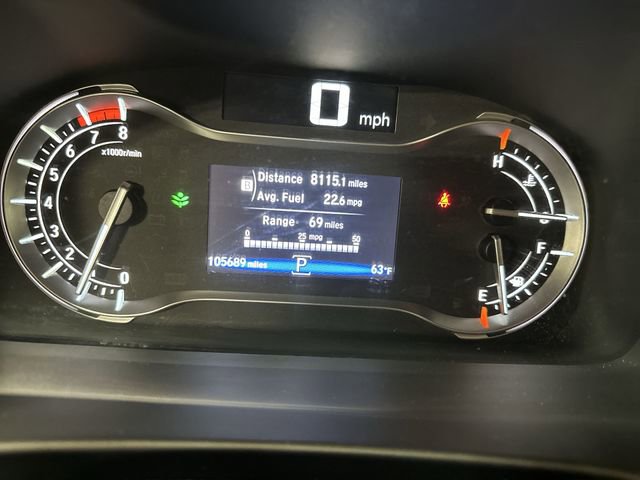 0 mph
8
7
6
5
4
3
2
0
x1000r/min
B Distance 8115.1 miles
Avg. Fuel 22.6 mpg
Range 69 miles
0 25 mpg 50
105689 miles P 63°F
H
F
E